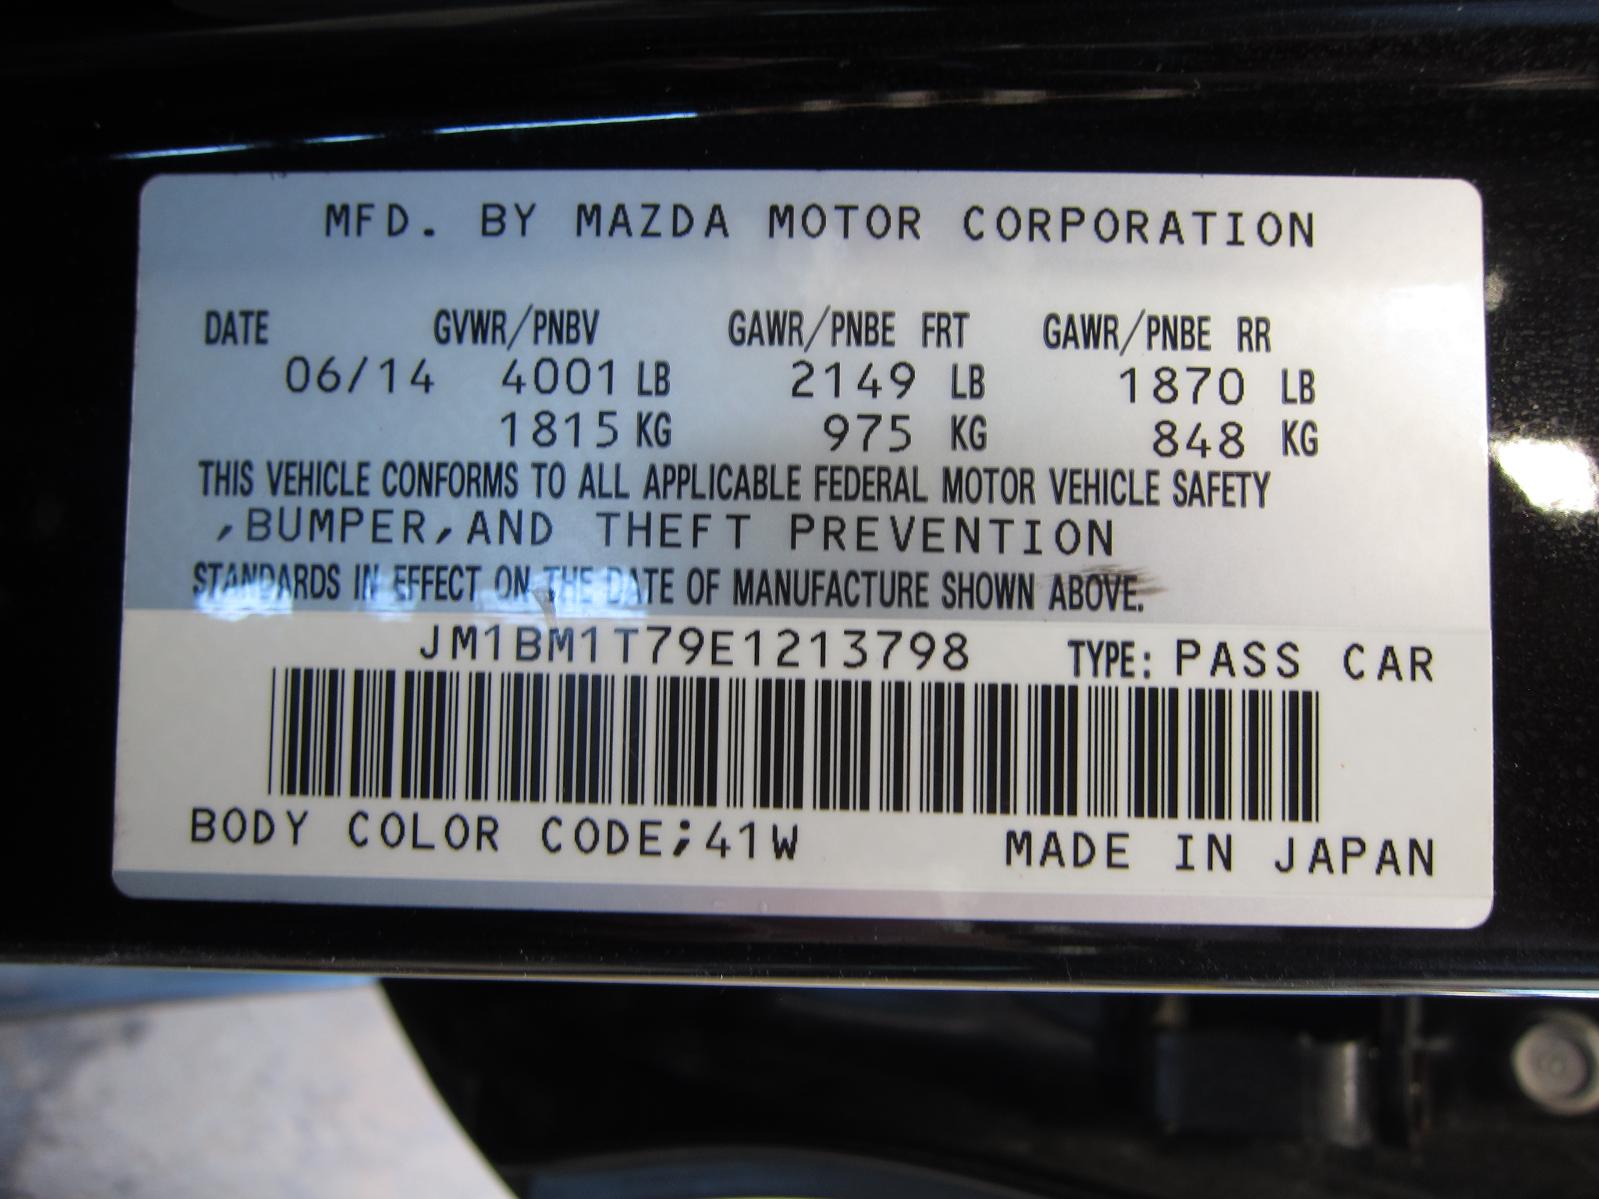 MFD. BY MAZDA MOTOR CORPORATION
DATE GVWR/PNBV GAWR/PNBE FRT GAWR/PNBE RR
06/14 4001 LB 2149 LB 1870 LB
1815 KG 975 KG 848 KG
THIS VEHICLE CONFORMS TO ALL APPLICABLE FEDERAL MOTOR VEHICLE SAFETY
,BUMPER,AND THEFT PREVENTION
STANDARDS IN EFFECT ON THE DATE OF MANUFACTURE SHOWN ABOVE.
JM1BM1T79E1213798 TYPE: PASS CAR
BODY COLOR CODE;41W MADE IN JAPAN